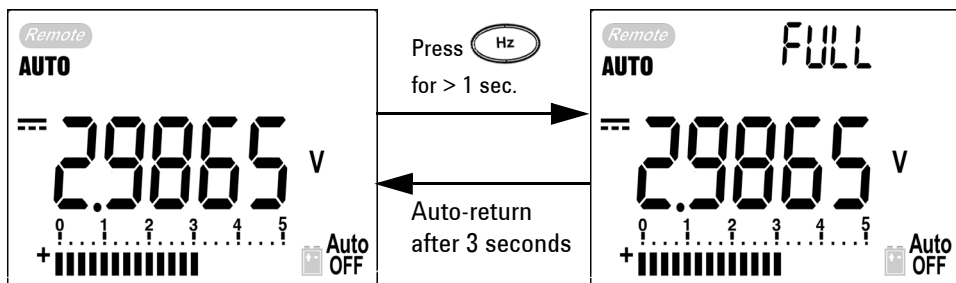 Remote
AUTO
2.9865 V
0 1 2 3 4 5
+
Auto
OFF
Press Hz
for > 1 sec.
Auto-return
after 3 seconds
Remote
AUTO
FULL
2.9865 V
0 1 2 3 4 5
+
Auto
OFF